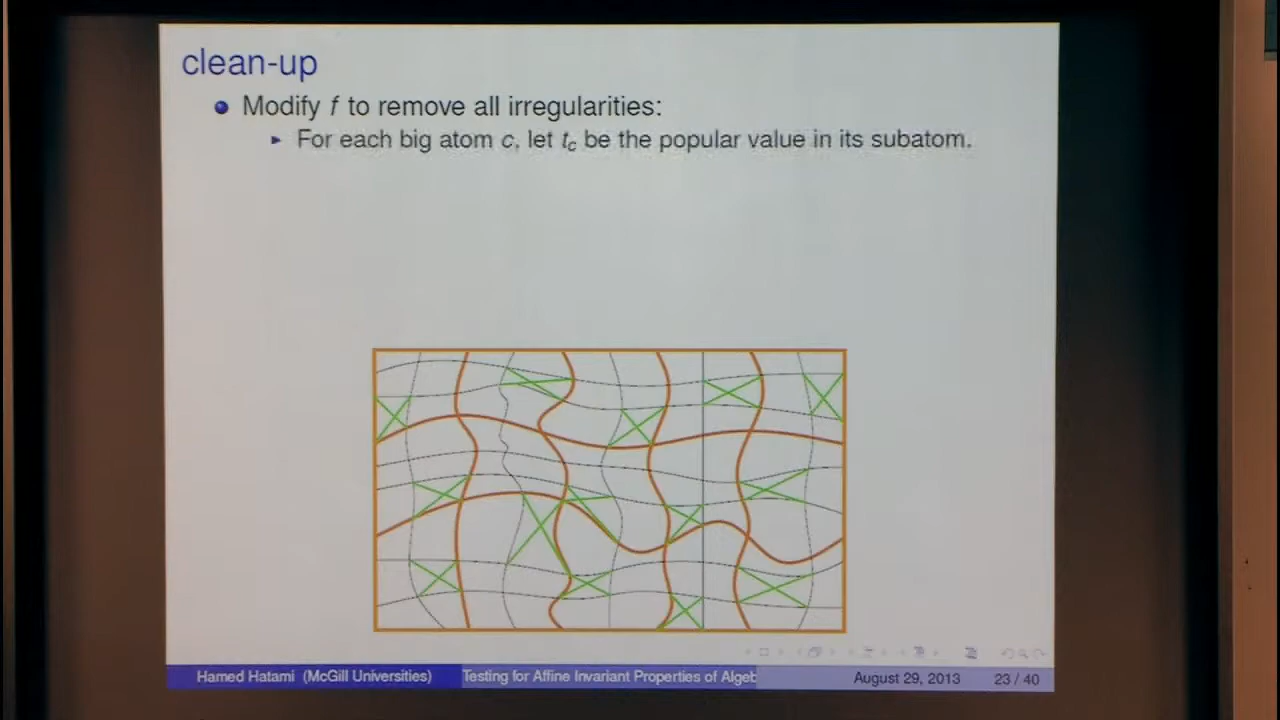 clean-up
Modify f to remove all irregularities:
For each big atom c, let t_c be the popular value in its subatom.
Hamed Hatami (McGill Universities)
Testing for Affine Invariant Properties of Algeb
August 29, 2013
23 / 40